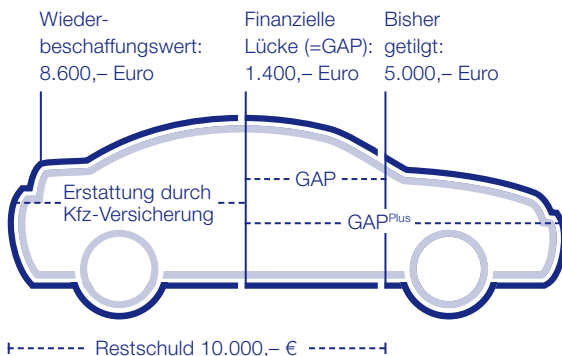 Wieder-
beschaffungswert:
8.600,– Euro
Finanzielle
Lücke (=GAP):
1.400,– Euro
Bisher
getilgt:
5.000,– Euro
Erstattung durch
Kfz-Versicherung
GAP
GAPPlus
Restschuld 10.000,– €